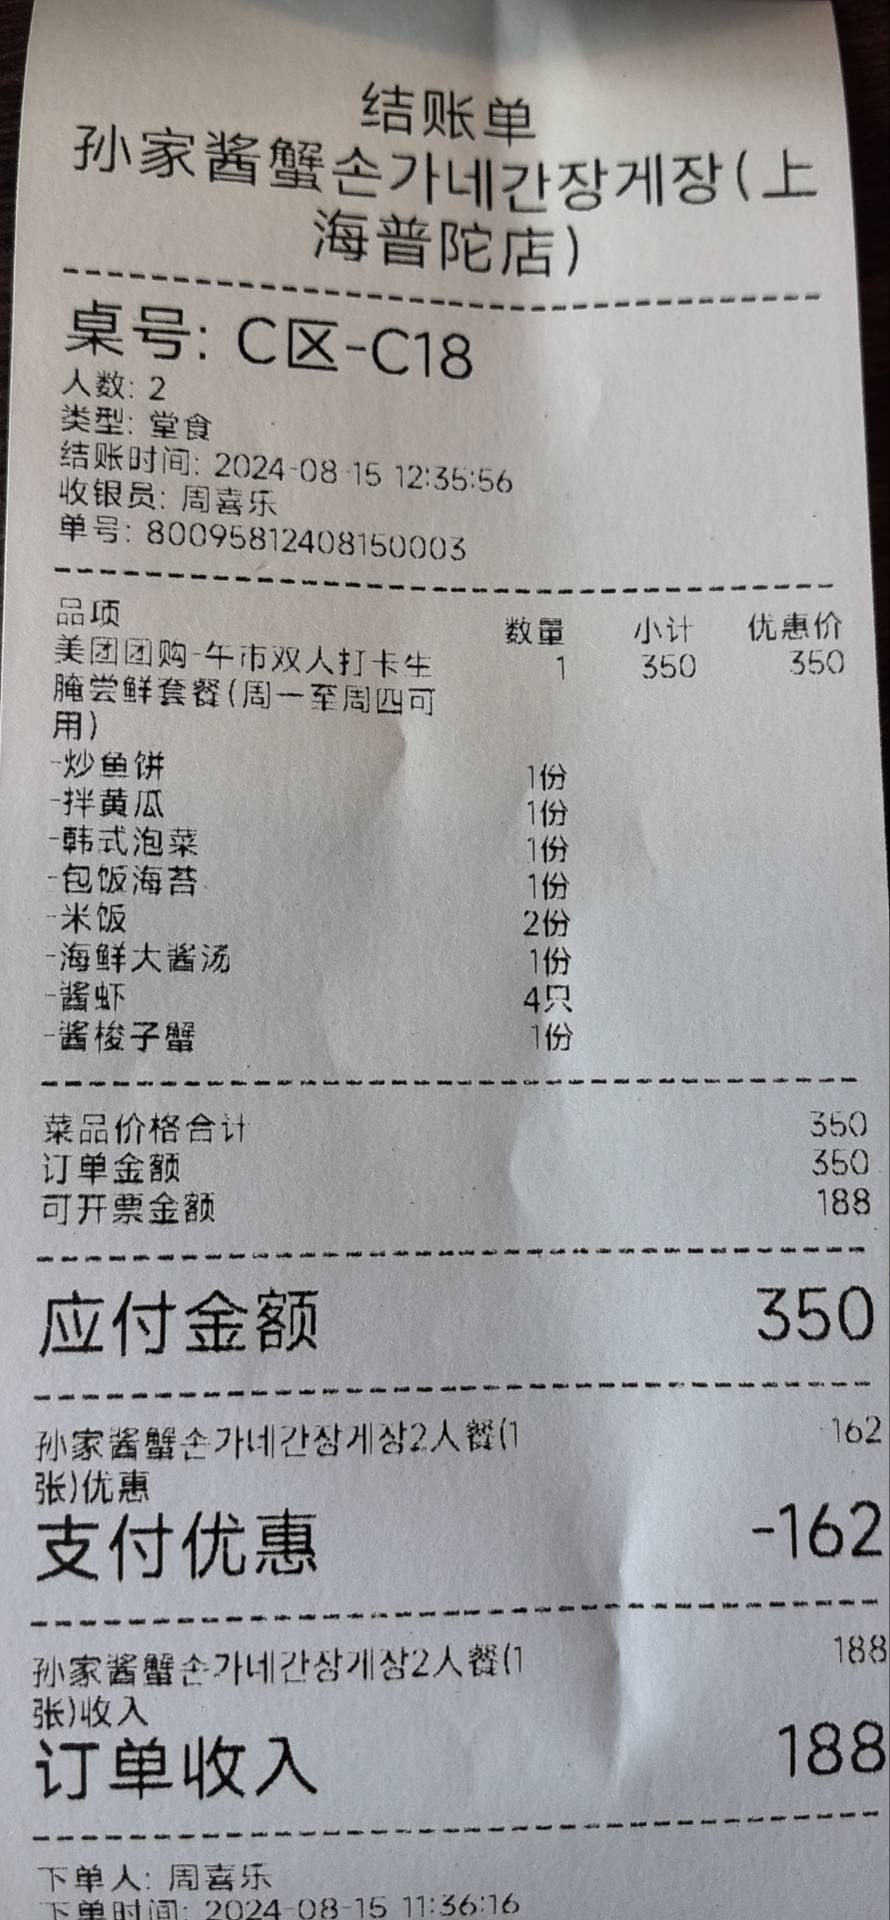 结账单
孙家酱蟹손가네간장게장(上
海普陀店)
桌号: C区-C18
人数: 2
类型: 堂食
结账时间: 2024-08-15 12:35:56
收银员: 周喜乐
单号: 80095812408150003
品项 数量 小计 优惠价
美团团购-午市双人打卡生 1 350 350
腌尝鲜套餐(周一至周四可
用)
-炒鱼饼 1份
-拌黄瓜 1份
-韩式泡菜 1份
-包饭海苔 1份
-米饭 2份
-海鲜大酱汤 1份
-酱虾 4只
-酱梭子蟹 1份
菜品价格合计 350
订单金额 350
可开票金额 188
应付金额 350
孙家酱蟹손가네간장게장2人餐(1 162
张)优惠
支付优惠 -162
孙家酱蟹손가네간장게장2人餐(1 188
张)收入
订单收入 188
下单人: 周喜乐
下单时间: 2024-08-15 11:36:16